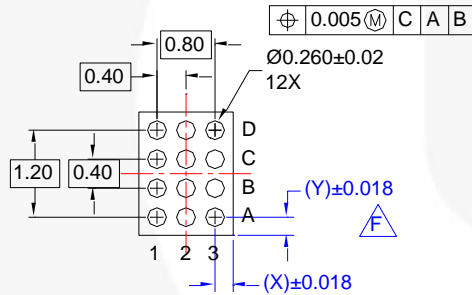 ⌖ 0.005 Ⓜ C A B
0.80
Ø0.260±0.02
12X
0.40
D
C
B
A
1.20
0.40
(Y)±0.018
F
1 2 3
(X)±0.018